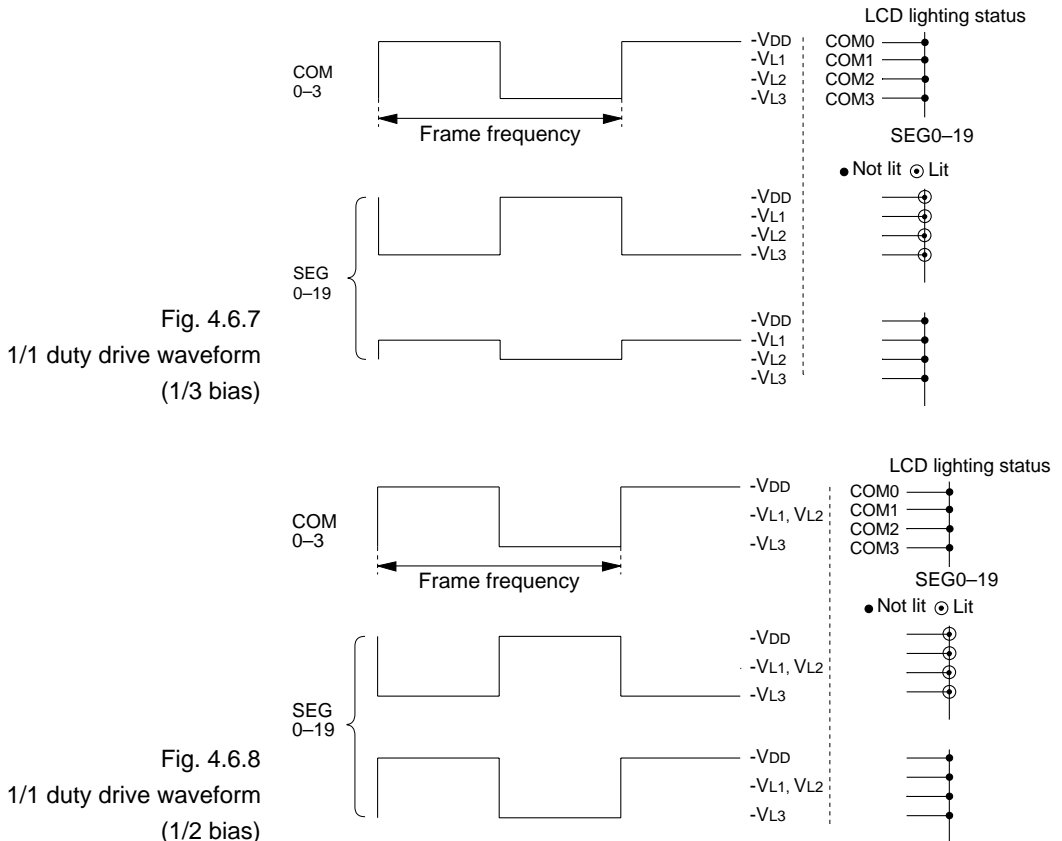 LCD lighting status
COM
0–3
-VDD
-VL1
-VL2
-VL3
COM0
COM1
COM2
COM3
Frame frequency
SEG0–19
● Not lit ⦿ Lit
SEG
0–19
-VDD
-VL1
-VL2
-VL3
-VDD
-VL1
-VL2
-VL3
Fig. 4.6.7
1/1 duty drive waveform
(1/3 bias)
LCD lighting status
COM
0–3
-VDD
-VL1, VL2
-VL3
COM0
COM1
COM2
COM3
Frame frequency
SEG0–19
● Not lit ⦿ Lit
SEG
0–19
-VDD
-VL1, VL2
-VL3
-VDD
-VL1, VL2
-VL3
Fig. 4.6.8
1/1 duty drive waveform
(1/2 bias)